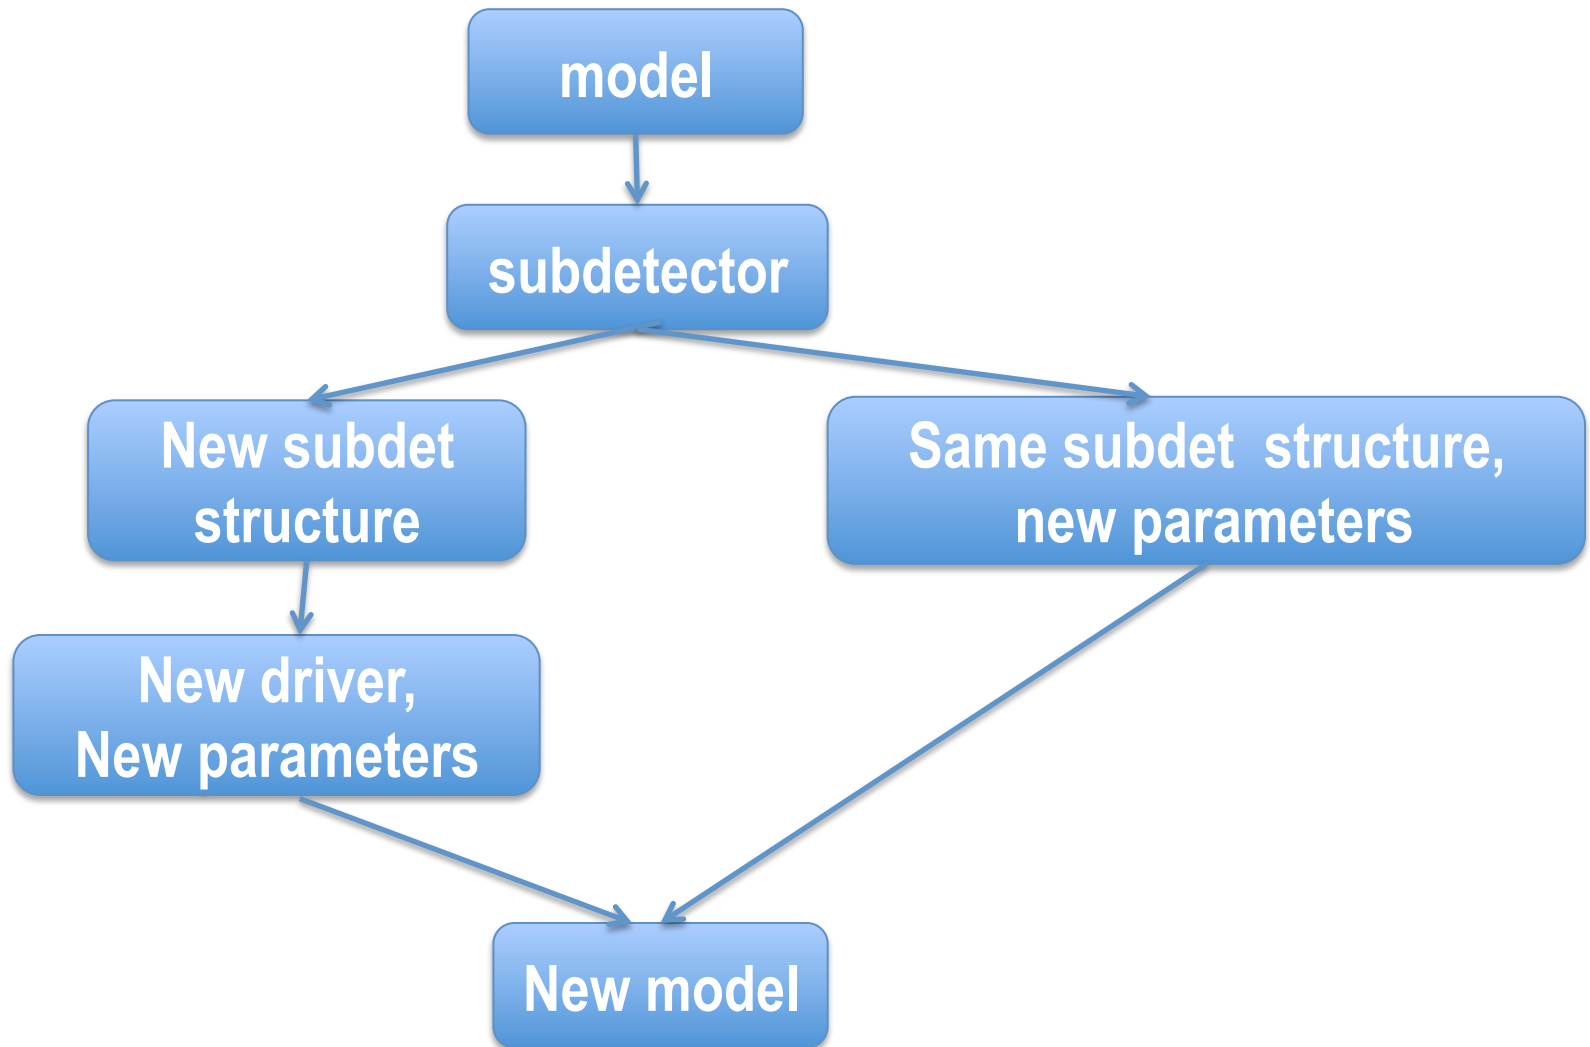 model
subdetector
New subdet
structure
Same subdet structure,
new parameters
New driver,
New parameters
New model